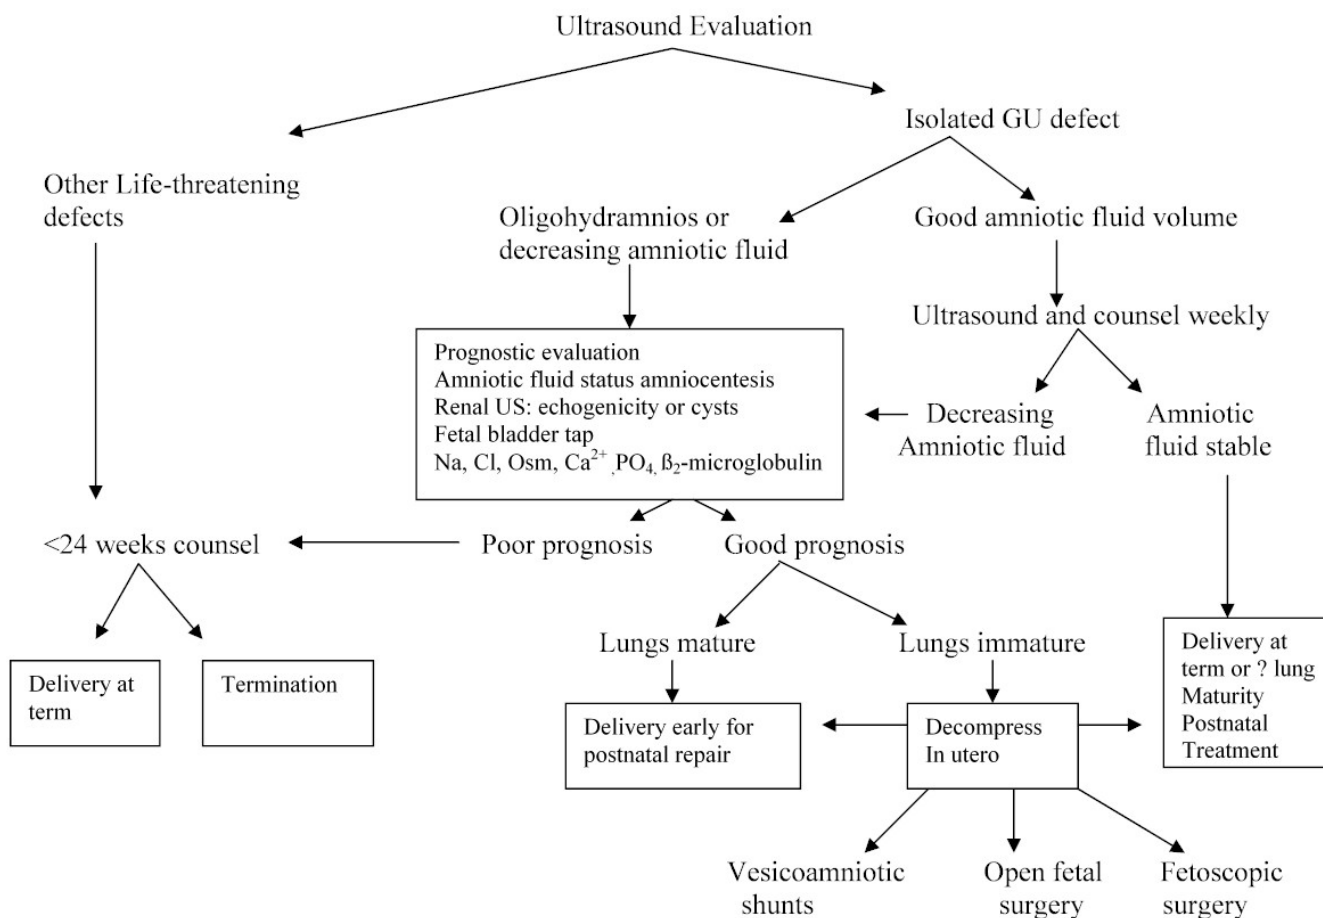 Ultrasound Evaluation
Isolated GU defect
Other Life-threatening
defects
Oligohydramnios or
decreasing amniotic fluid
Good amniotic fluid volume
Ultrasound and counsel weekly
Prognostic evaluation
Amniotic fluid status amniocentesis
Renal US: echogenicity or cysts
Fetal bladder tap
Na, Cl, Osm, Ca²⁺ ,PO₄, ß₂-microglobulin
Decreasing
Amniotic fluid
Amniotic
fluid stable
<24 weeks counsel
Poor prognosis
Good prognosis
Lungs mature
Lungs immature
Delivery at
term
Termination
Delivery early for
postnatal repair
Decompress
In utero
Delivery at
term or ? lung
Maturity
Postnatal
Treatment
Vesicoamniotic
shunts
Open fetal
surgery
Fetoscopic
surgery